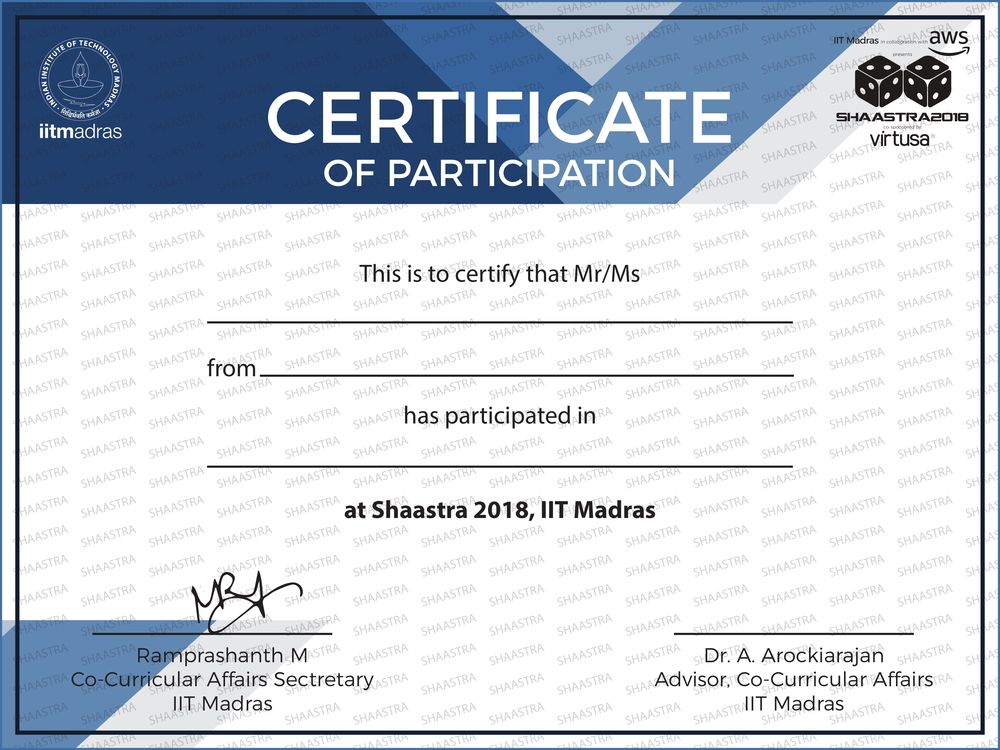 INDIAN INSTITUTE OF TECHNOLOGY MADRAS
सिद्धिर्भवति कर्मजा
iitmadras
IIT Madras in collaboration with aws
presents
SHAASTRA2018
co sponsored by
virtusa
CERTIFICATE
OF PARTICIPATION
This is to certify that Mr/Ms
from
has participated in
at Shaastra 2018, IIT Madras
Ramprashanth M
Co-Curricular Affairs Sectretary
IIT Madras
Dr. A. Arockiarajan
Advisor, Co-Curricular Affairs
IIT Madras
SHAASTRA